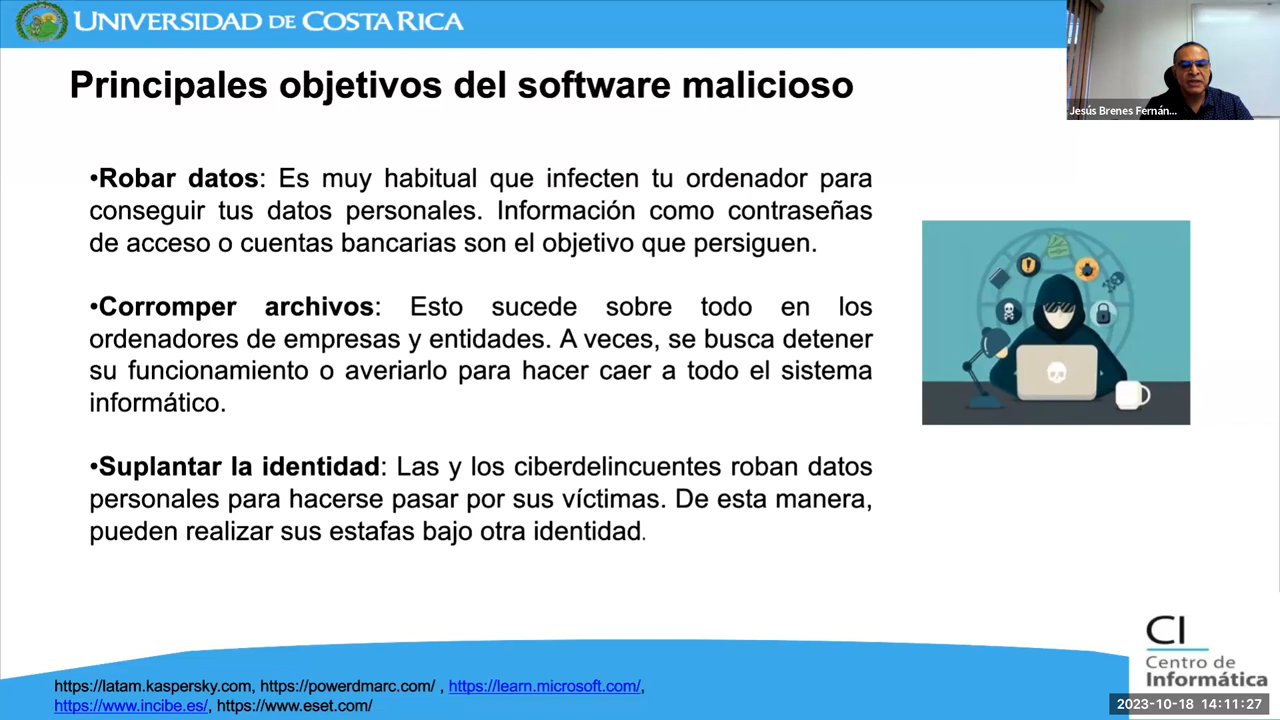 UNIVERSIDAD DE COSTA RICA
Principales objetivos del software malicioso
Jesús Brenes Fernán...
•Robar datos: Es muy habitual que infecten tu ordenador para
conseguir tus datos personales. Información como contraseñas
de acceso o cuentas bancarias son el objetivo que persiguen.
•Corromper archivos: Esto sucede sobre todo en los
ordenadores de empresas y entidades. A veces, se busca detener
su funcionamiento o averiarlo para hacer caer a todo el sistema
informático.
•Suplantar la identidad: Las y los ciberdelincuentes roban datos
personales para hacerse pasar por sus víctimas. De esta manera,
pueden realizar sus estafas bajo otra identidad.
CI
Centro de
Informática
https://latam.kaspersky.com, https://powerdmarc.com/ , https://learn.microsoft.com/,
https://www.incibe.es/, https://www.eset.com/
2023-10-18 14:11:27